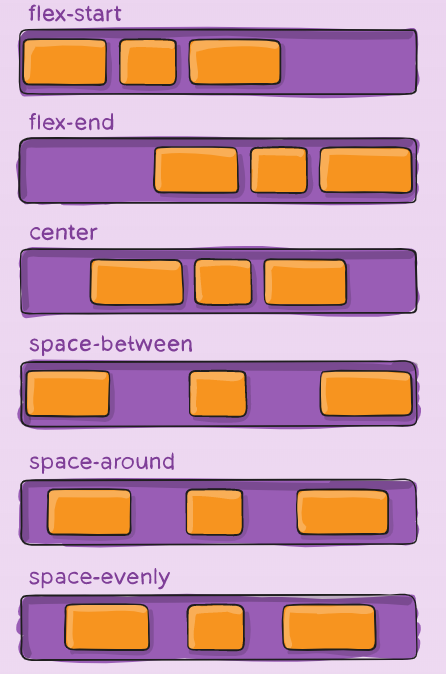 flex-start
flex-end
center
space-between
space-around
space-evenly